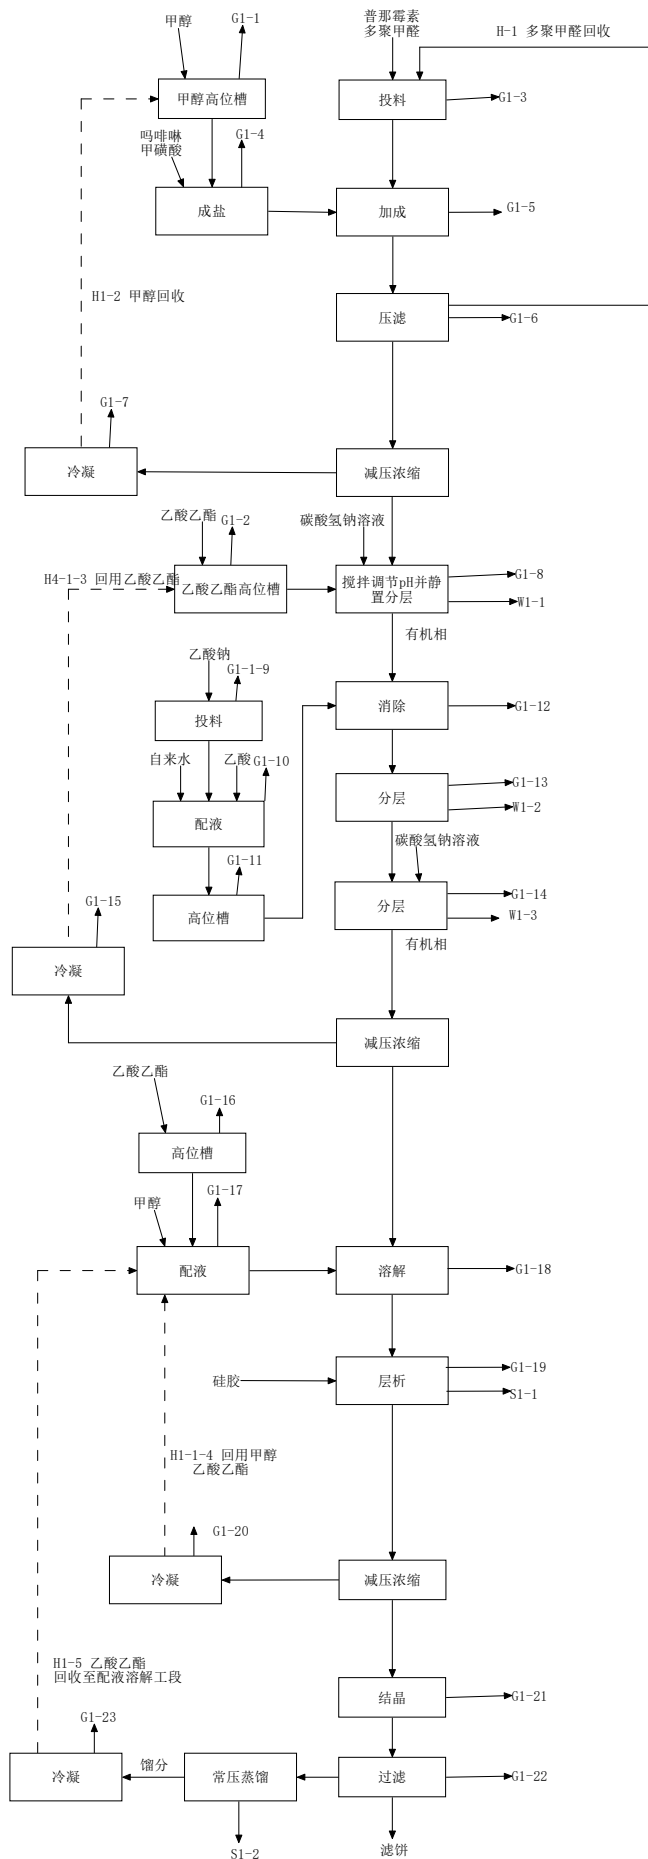 普那霉素
多聚甲醛
甲醇
G1-1
H-1 多聚甲醛回收
甲醇高位槽
投料
G1-3
吗啡啉
甲磺酸
G1-4
成盐
加成
G1-5
H1-2 甲醇回收
压滤
G1-6
G1-7
冷凝
减压浓缩
乙酸乙酯
G1-2
碳酸氢钠溶液
H4-1-3 回用乙酸乙酯
乙酸乙酯高位槽
搅拌调节pH并静
置分层
G1-8
W1-1
有机相
乙酸钠
G1-1-9
投料
消除
G1-12
自来水
乙酸
G1-10
配液
分层
G1-13
W1-2
碳酸氢钠溶液
G1-11
高位槽
分层
G1-14
W1-3
G1-15
有机相
冷凝
减压浓缩
乙酸乙酯
G1-16
高位槽
G1-17
甲醇
配液
溶解
G1-18
硅胶
层析
G1-19
S1-1
H1-1-4 回用甲醇
乙酸乙酯
G1-20
冷凝
减压浓缩
H1-5 乙酸乙酯
回收至配液溶解工段
结晶
G1-21
G1-23
冷凝
馏分
常压蒸馏
过滤
G1-22
S1-2
滤饼